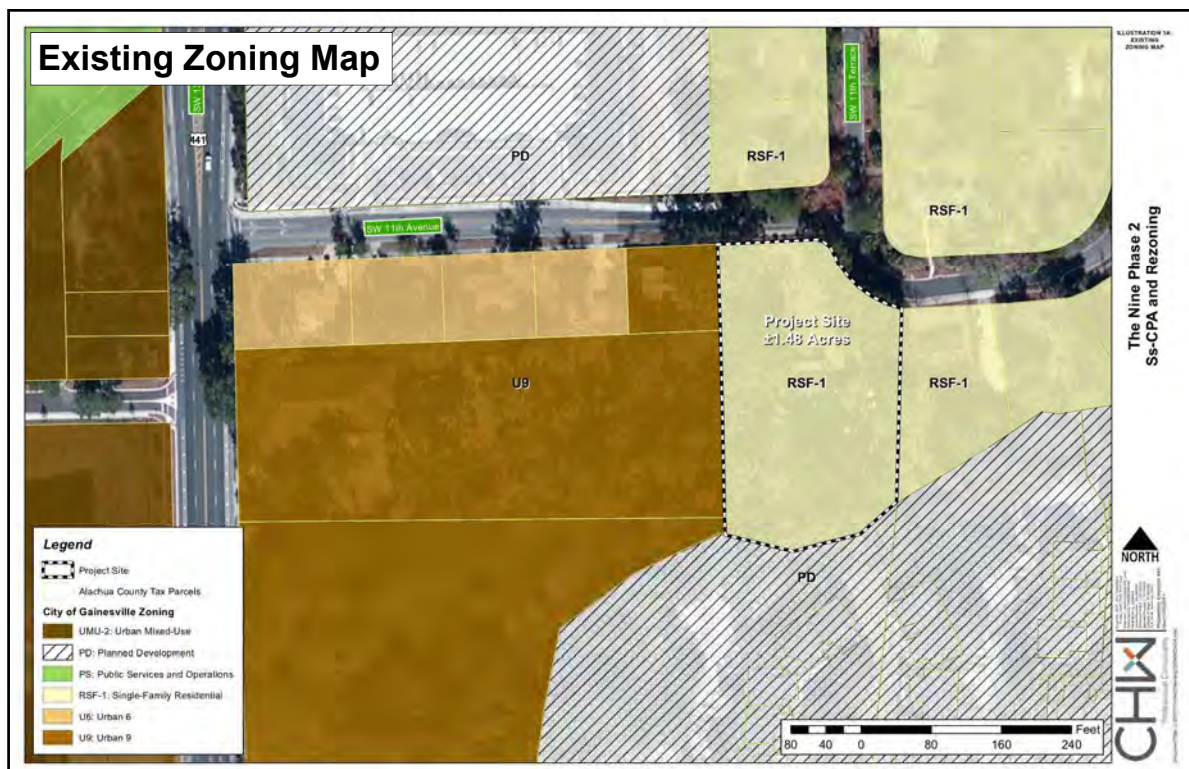 Existing Zoning Map
ILLUSTRATION 1A:
EXISTING
ZONING MAP
SW 11th Terrace
441
PD
RSF-1
RSF-1
SW 11th Avenue
The Nine Phase 2
Ss-CPA and Rezoning
Project Site
±1.48 Acres
U9
RSF-1
RSF-1
PD
Legend
Project Site
Alachua County Tax Parcels
City of Gainesville Zoning
UMU-2: Urban Mixed-Use
PD: Planned Development
PS: Public Services and Operations
RSF-1: Single-Family Residential
U6: Urban 6
U9: Urban 9
NORTH
CHW
Professional Consultants
Feet
80 40 0 80 160 240